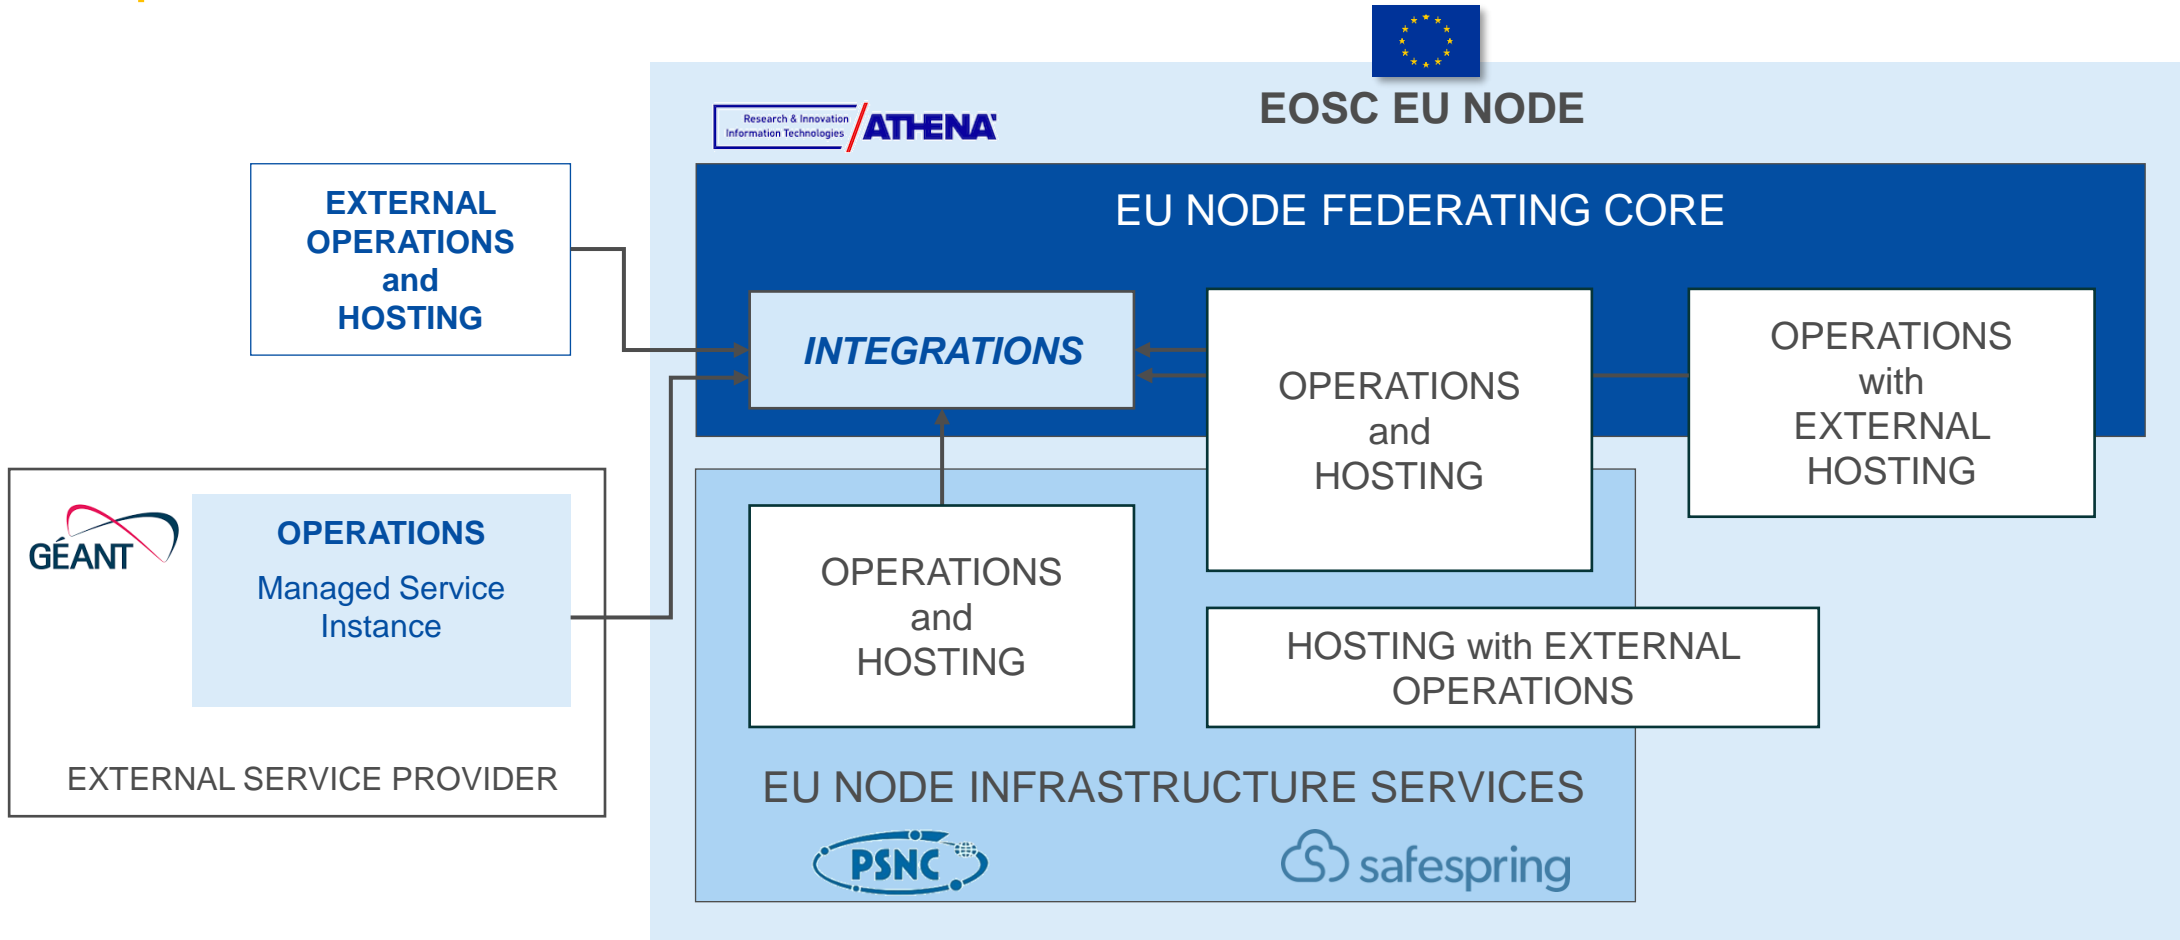 EOSC EU NODE
Research & Innovation
Information Technologies
ATHENA
EXTERNAL
OPERATIONS
and
HOSTING
EU NODE FEDERATING CORE
INTEGRATIONS
OPERATIONS
and
HOSTING
OPERATIONS
with
EXTERNAL
HOSTING
GÉANT
OPERATIONS
Managed Service
Instance
EXTERNAL SERVICE PROVIDER
OPERATIONS
and
HOSTING
HOSTING with EXTERNAL
OPERATIONS
EU NODE INFRASTRUCTURE SERVICES
PSNC
safespring